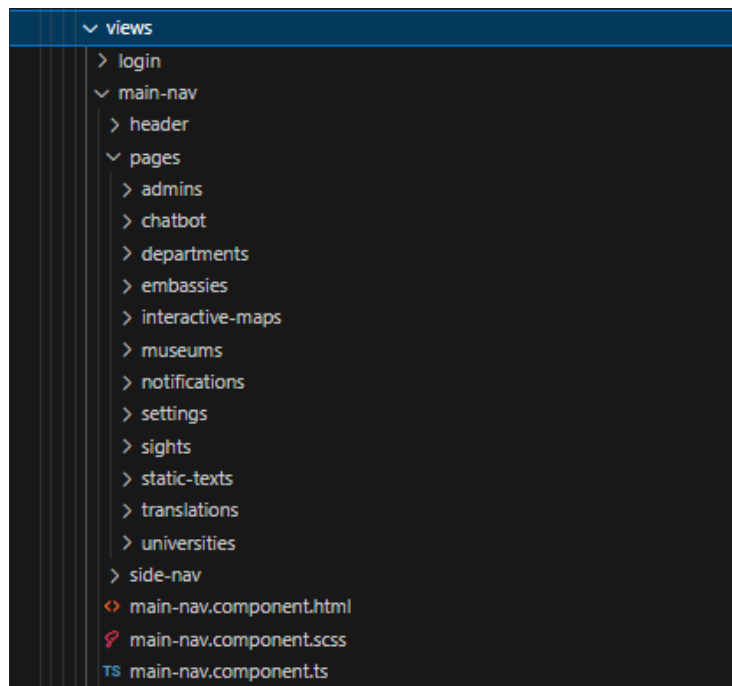 views
login
main-nav
header
pages
admins
chatbot
departments
embassies
interactive-maps
museums
notifications
settings
sights
static-texts
translations
universities
side-nav
<> main-nav.component.html
main-nav.component.scss
TS main-nav.component.ts